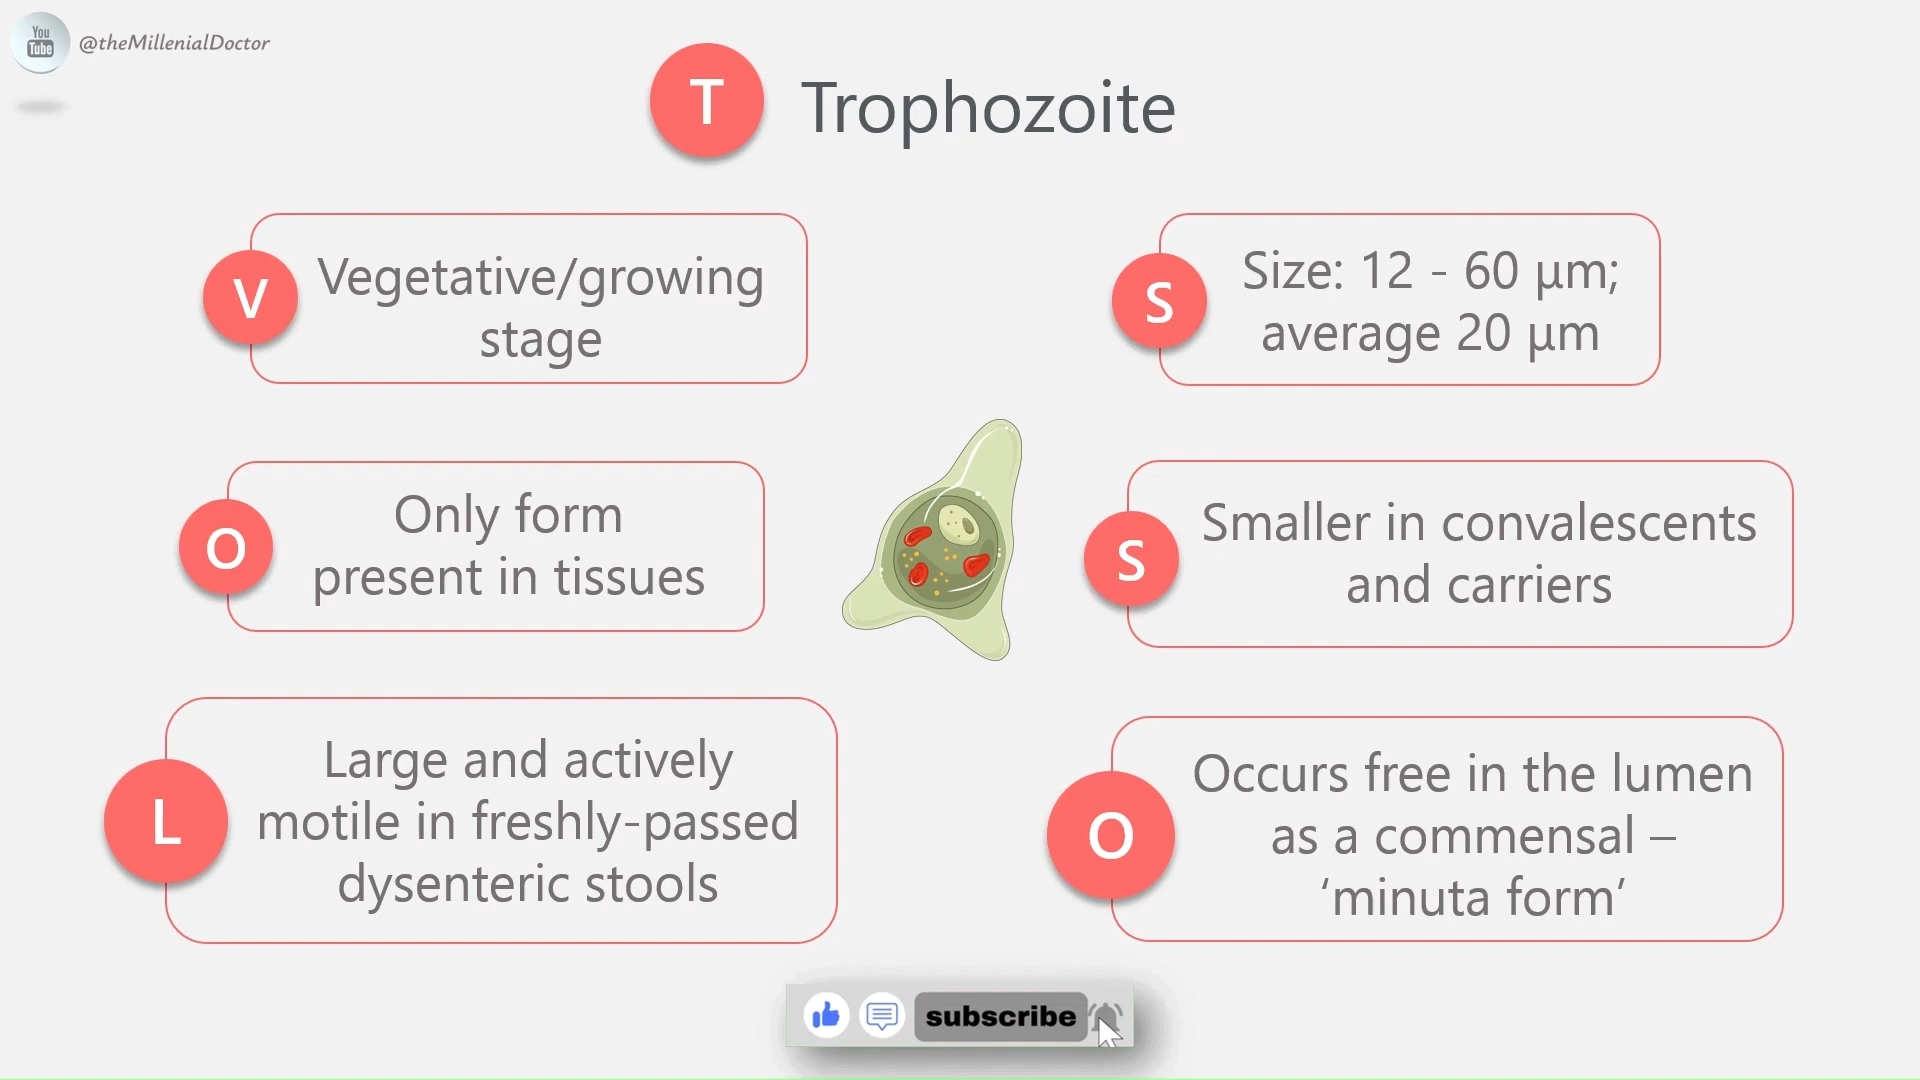 You
Tube
@theMillenialDoctor
T
Trophozoite
V
Vegetative/growing
stage
O
Only form
present in tissues
L
Large and actively
motile in freshly-passed
dysenteric stools
S
Size: 12 - 60 µm;
average 20 µm
S
Smaller in convalescents
and carriers
O
Occurs free in the lumen
as a commensal –
‘minuta form’
subscribe